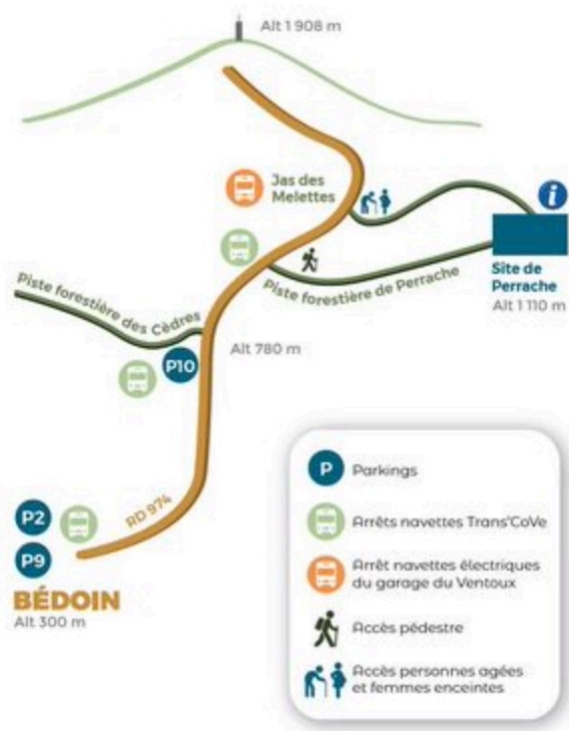 Alt 1 908 m
Jas des
Melettes
i
Site de
Perrache
Alt 1 110 m
Piste forestière de Perrache
Piste forestière des Cèdres
Alt 780 m
P10
RD 974
P2
P9
BÉDOIN
Alt 300 m
P Parkings
Arrêts navettes Trans'CoVe
Arrêt navettes électriques
du garage du Ventoux
Accès pédestre
Accès personnes agées
et femmes enceintes